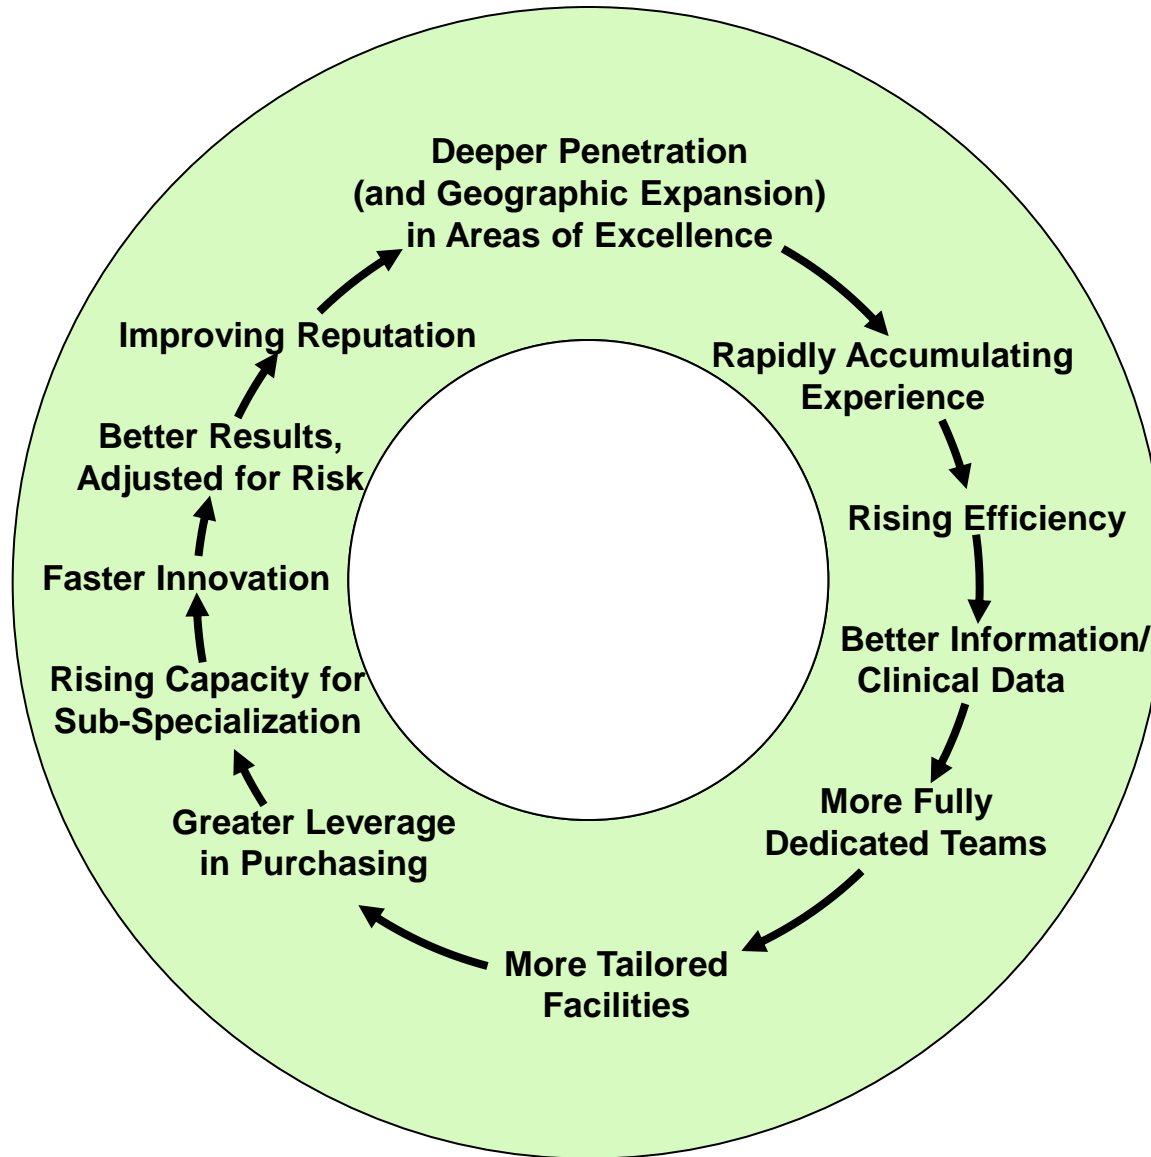 Deeper Penetration
(and Geographic Expansion)
in Areas of Excellence
Rapidly Accumulating
Experience
Rising Efficiency
Better Information/
Clinical Data
More Fully
Dedicated Teams
More Tailored
Facilities
Greater Leverage
in Purchasing
Rising Capacity for
Sub-Specialization
Faster Innovation
Better Results,
Adjusted for Risk
Improving Reputation